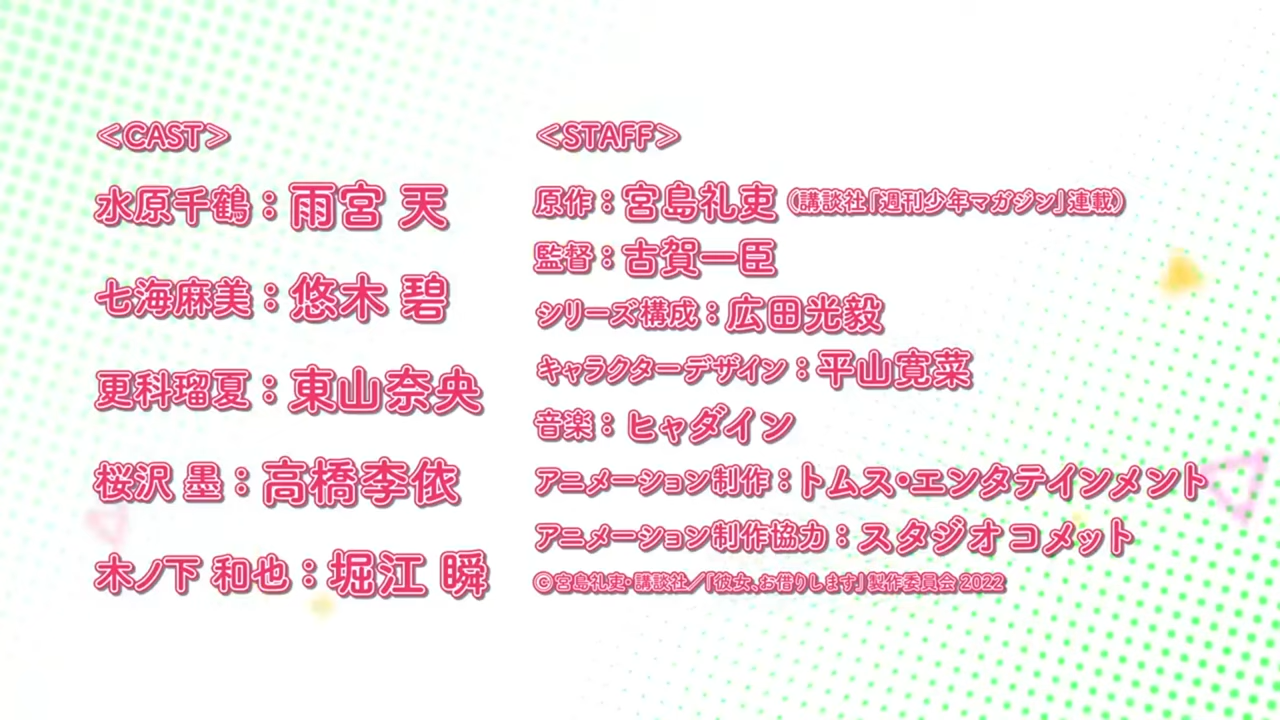 ＜CAST＞
水原千鶴：雨宮 天
七海麻美：悠木 碧
更科瑠夏：東山奈央
桜沢 墨：高橋李依
木ノ下 和也：堀江 瞬
＜STAFF＞
原作：宮島礼吏（講談社「週刊少年マガジン」連載）
監督：古賀一臣
シリーズ構成：広田光毅
キャラクターデザイン：平山寛菜
音楽：ヒャダイン
アニメーション制作：トムス・エンタテインメント
アニメーション制作協力：スタジオコメット
©宮島礼吏・講談社／「彼女、お借りします」製作委員会 2022